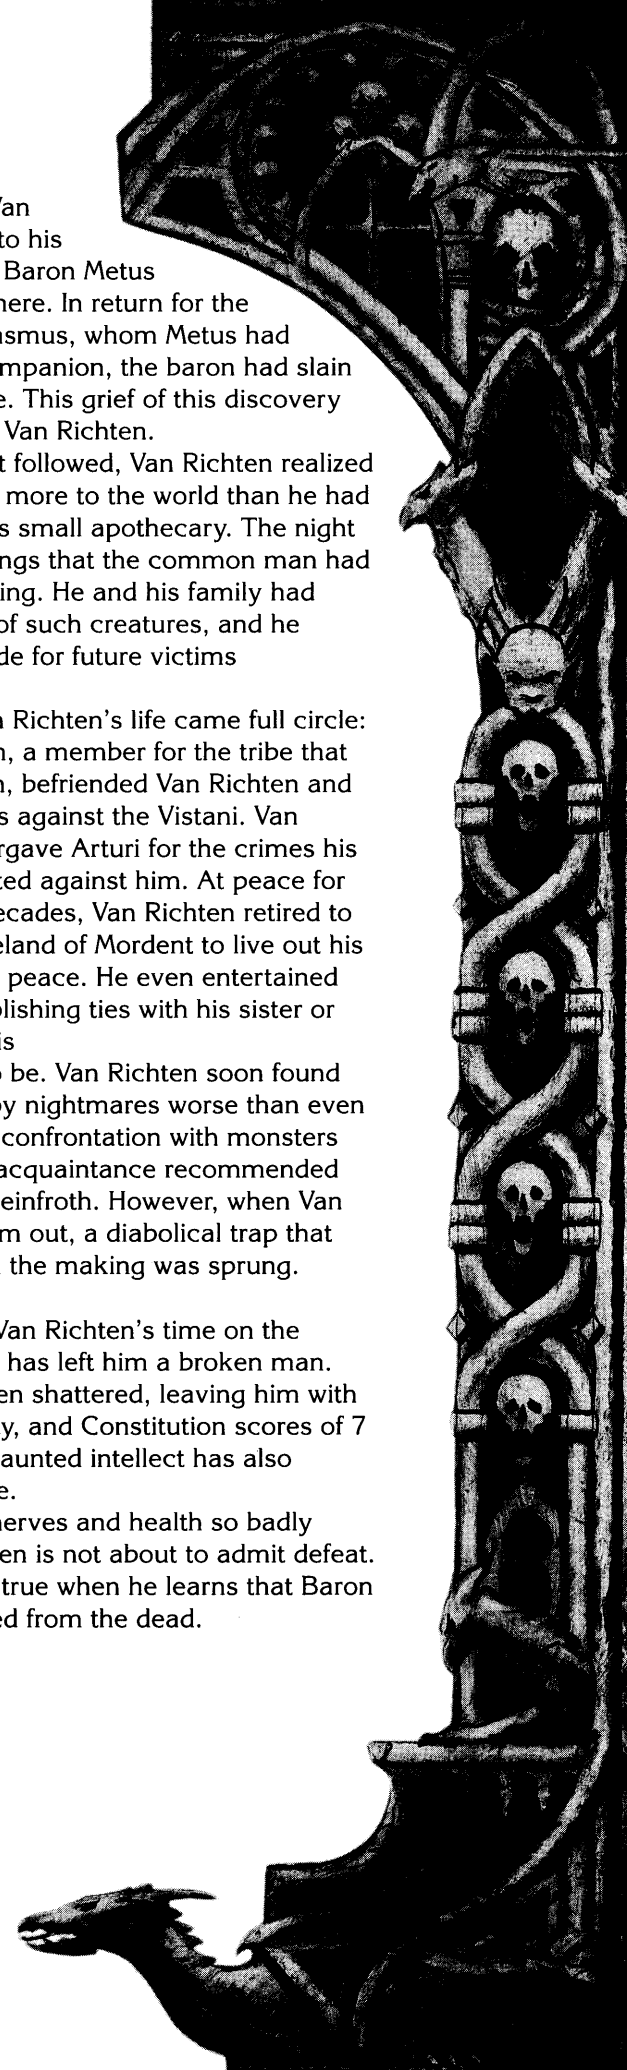 Van
to his
Baron Metus
here. In return for the
asmus, whom Metus had
mpanion, the baron had slain
e. This grief of this discovery
Van Richten.
t followed, Van Richten realized
more to the world than he had
s small apothecary. The night
ngs that the common man had
ing. He and his family had
of such creatures, and he
de for future victims
n Richten's life came full circle:
n, a member for the tribe that
n, befriended Van Richten and
s against the Vistani. Van
rgave Arturi for the crimes his
ted against him. At peace for
ecades, Van Richten retired to
eland of Mordent to live out his
peace. He even entertained
olishing ties with his sister or
is
o be. Van Richten soon found
by nightmares worse than even
confrontation with monsters
acquaintance recommended
einfroth. However, when Van
m out, a diabolical trap that
the making was sprung.
Van Richten's time on the
has left him a broken man.
en shattered, leaving him with
y, and Constitution scores of 7
aunted intellect has also
e.
nerves and health so badly
en is not about to admit defeat.
true when he learns that Baron
ed from the dead.